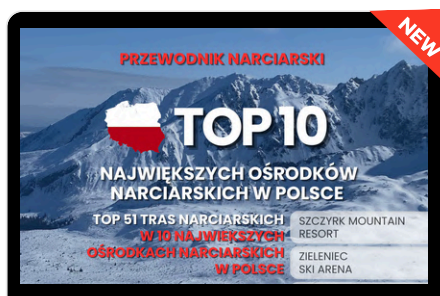 NEW
PRZEWODNIK NARCIARSKI
TOP 10
NAJWIĘKSZYCH OŚRODKÓW
NARCIARSKICH W POLSCE
TOP 51 TRAS NARCIARSKICH
W 10 NAJWIĘKSZYCH
OŚRODKACH NARCIARSKICH
W POLSCE
SZCZYRK MOUNTAIN
RESORT
ZIELENIEC
SKI ARENA